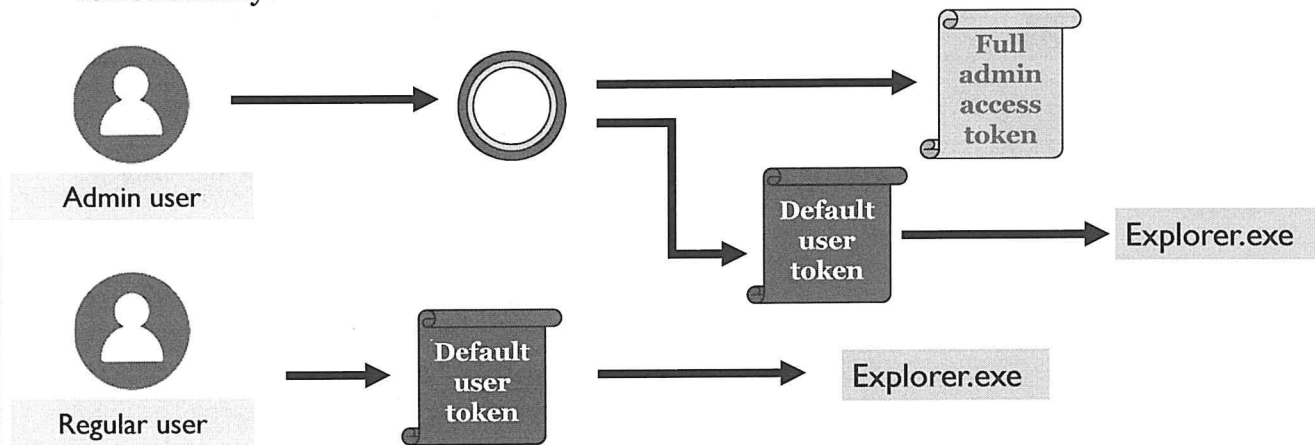 Full
admin
access
token
Admin user
Default
user
token
Explorer.exe
Default
user
token
Explorer.exe
Regular user